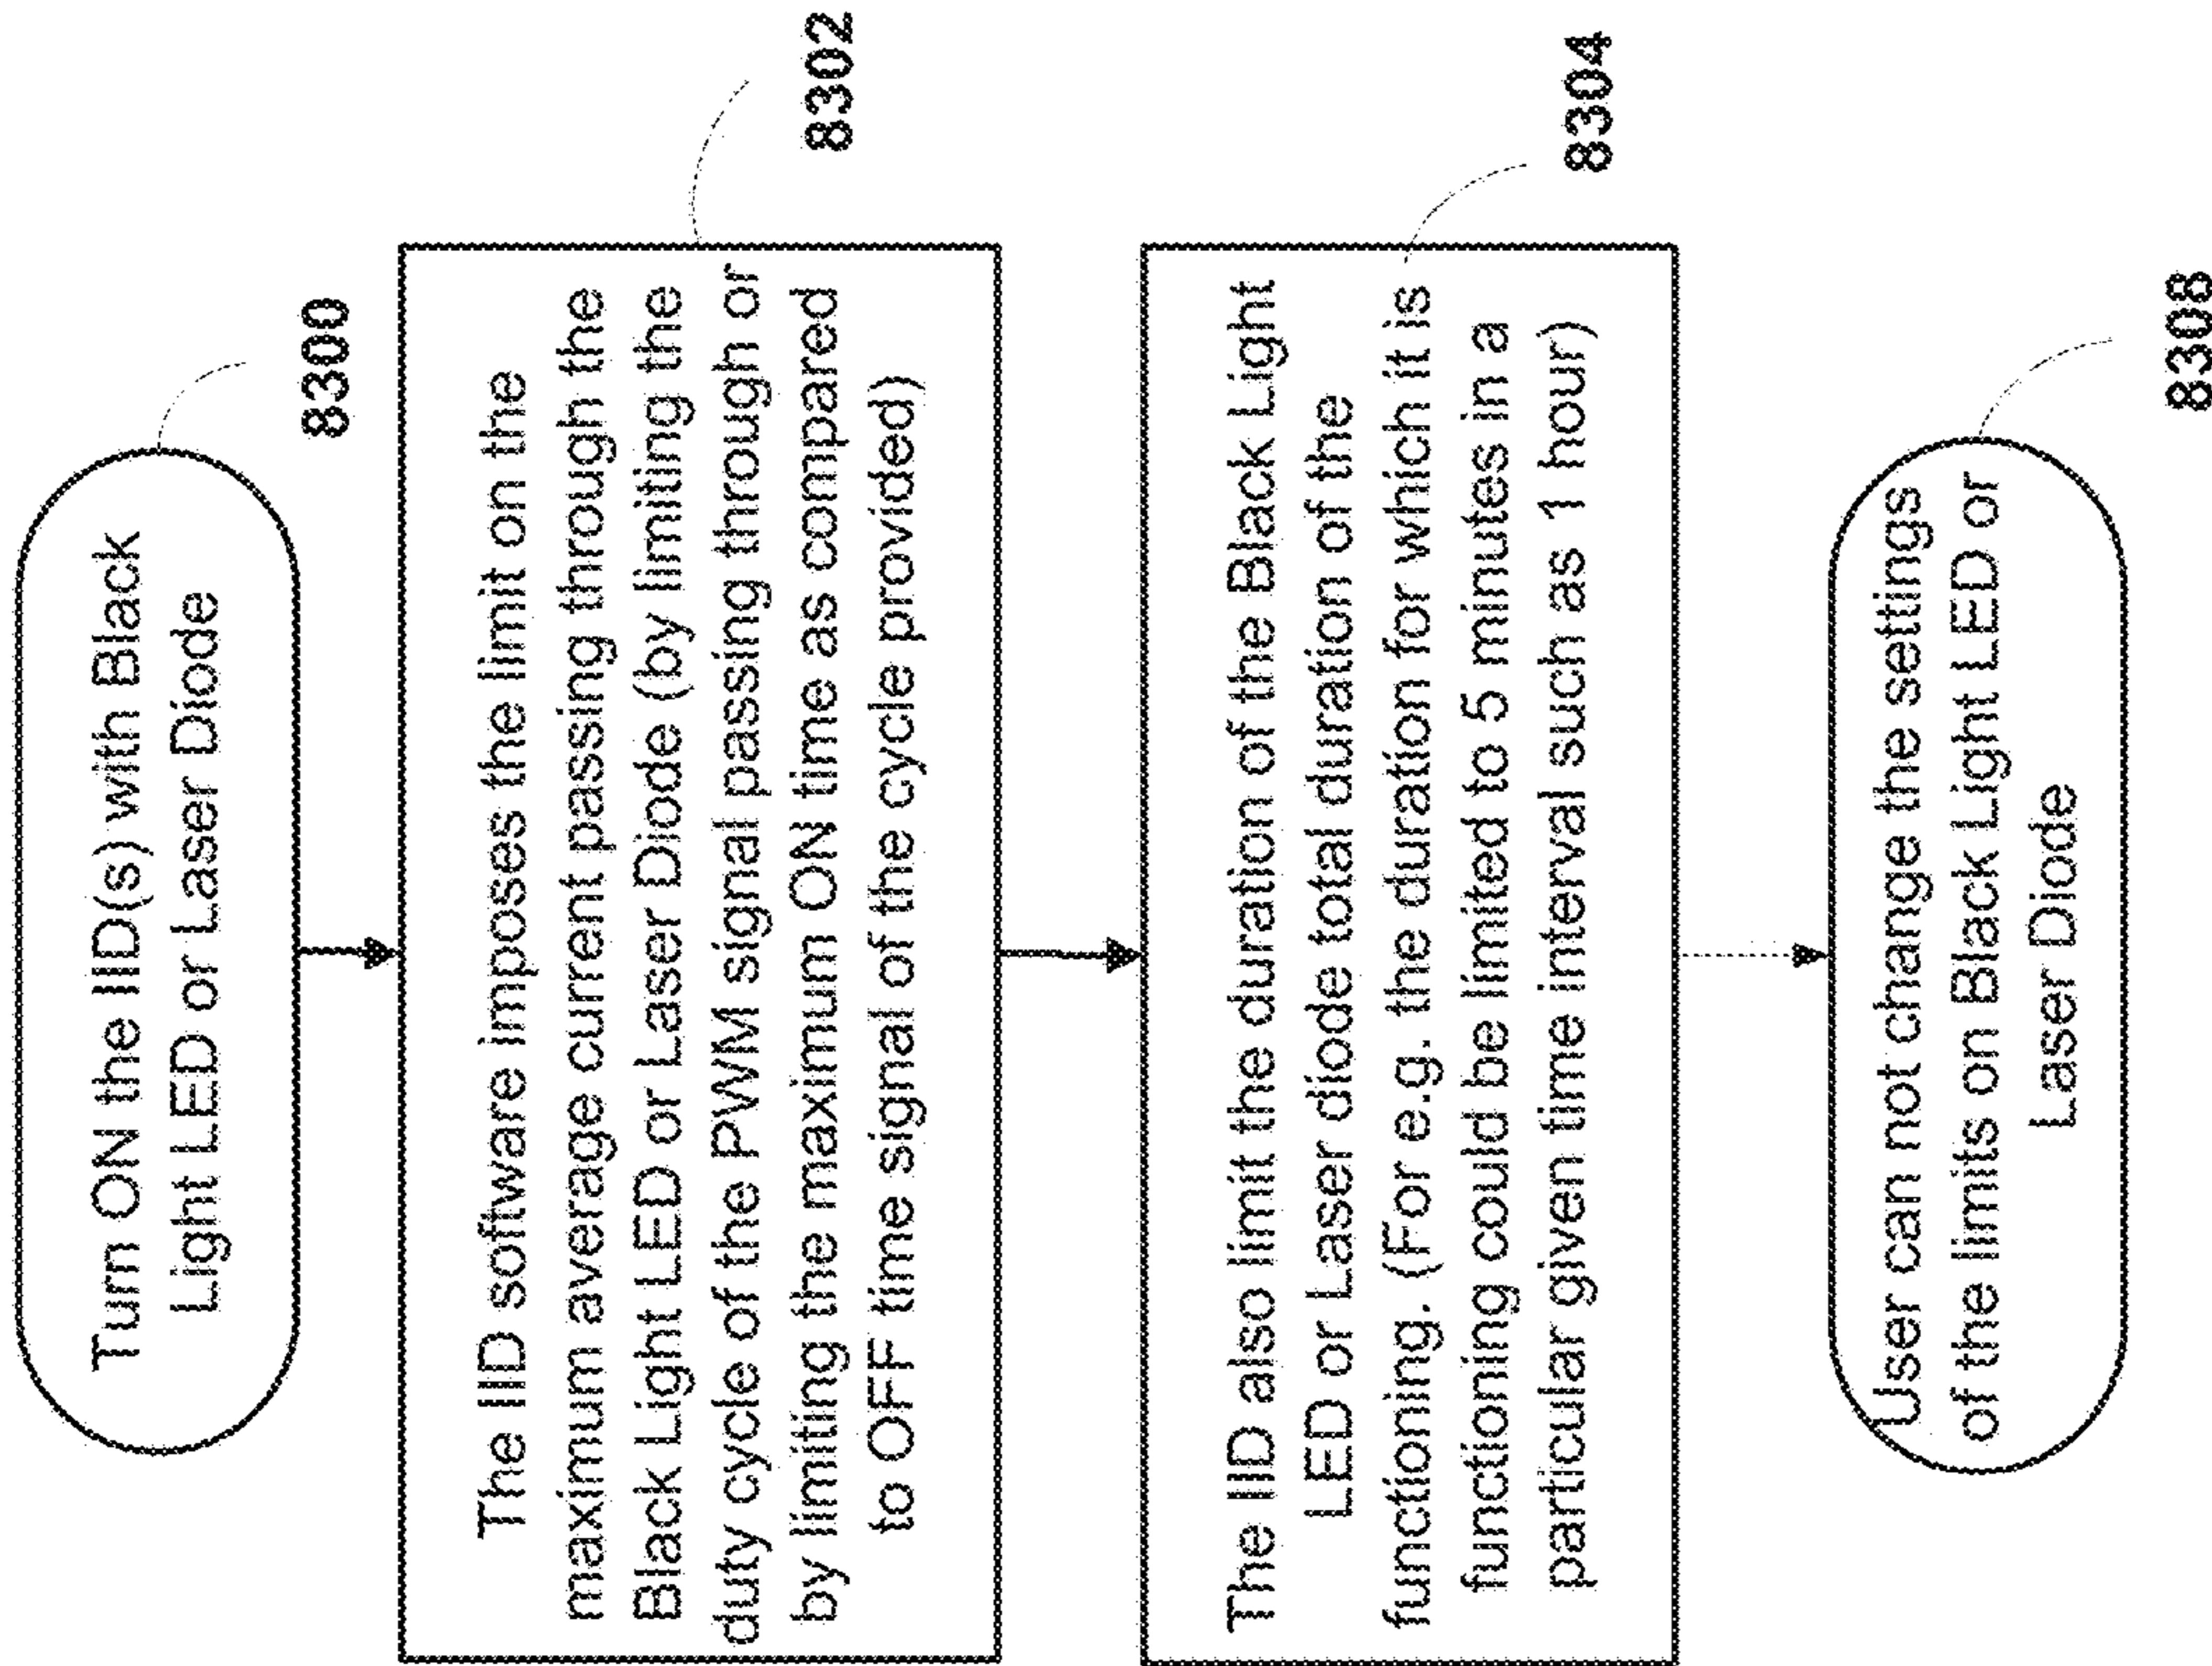 Turn ON the IID(s) with Black
Light LED or Laser Diode
8300
The IID software imposes the limit on the
maximum average current passing through the
Black Light LED or Laser Diode (by limiting the
duty cycle of the PWM signal passing through or
by limiting the maximum ON time as compared
to OFF time signal of the cycle provided)
8302
The IID also limit the duration of the Black Light
LED or Laser diode total duration of the
functioning. (For e.g. the duration for which it is
functioning could be limited to 5 minutes in a
particular given time interval such as 1 hour)
8304
User can not change the settings
of the limits on Black Light LED or
Laser Diode
8308